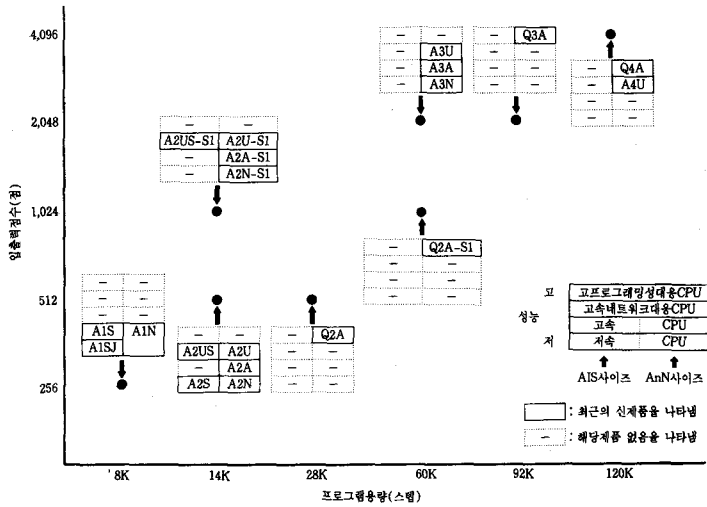 입출력점수(점)
4,096
2,048
1,024
512
256
- -
- A3U
- A3A
- A3N
- Q3A
- -
- -
- -
- Q4A
- A4U
- -
- -
- -
A2US-S1 A2U-S1
- A2A-S1
- A2N-S1
- Q2A-S1
- -
- -
- -
- -
- -
- -
A1S A1N
A1SJ
- -
A2US A2U
- A2A
A2S A2N
- Q2A
- -
- -
- -
고 고프로그래밍성대응CPU
성능 고속네트워크대응CPU
고속 CPU
저 저속 CPU
AIS사이즈 AnN사이즈
: 최근의 신제품을 나타냄
- : 해당제품 없음을 나타냄
8K 14K 28K 60K 92K 120K
프로그램용량(스텝)